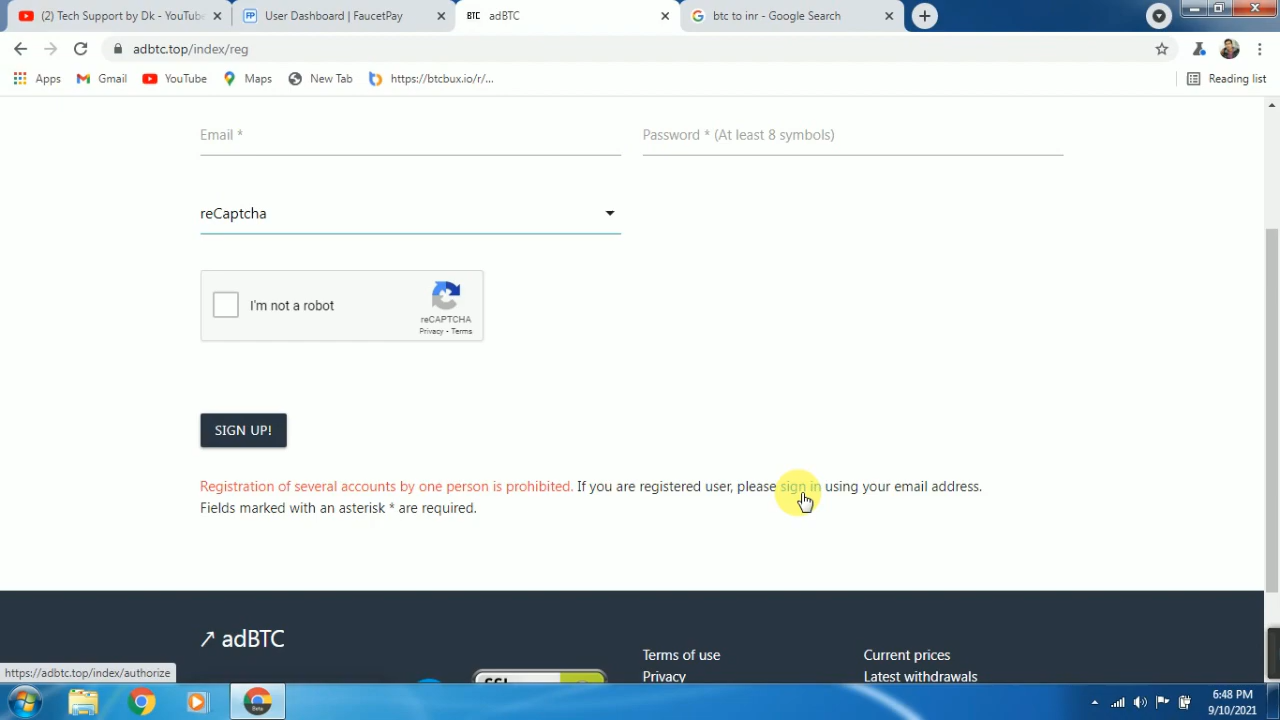 (2) Tech Support by Dk - YouTub
User Dashboard | FaucetPay
BTC adBTC
btc to inr - Google Search
adbtc.top/index/reg
Apps
Gmail
YouTube
Maps
New Tab
https://btcbux.io/r/...
Reading list
Email *
Password * (At least 8 symbols)
reCaptcha
I'm not a robot
reCAPTCHA
Privacy - Terms
SIGN UP!
Registration of several accounts by one person is prohibited. If you are registered user, please sign in using your email address.
Fields marked with an asterisk * are required.
↗ adBTC
Terms of use
Current prices
Privacy
Latest withdrawals
SSL
https://adbtc.top/index/authorize
Beta
6:48 PM
9/10/2021